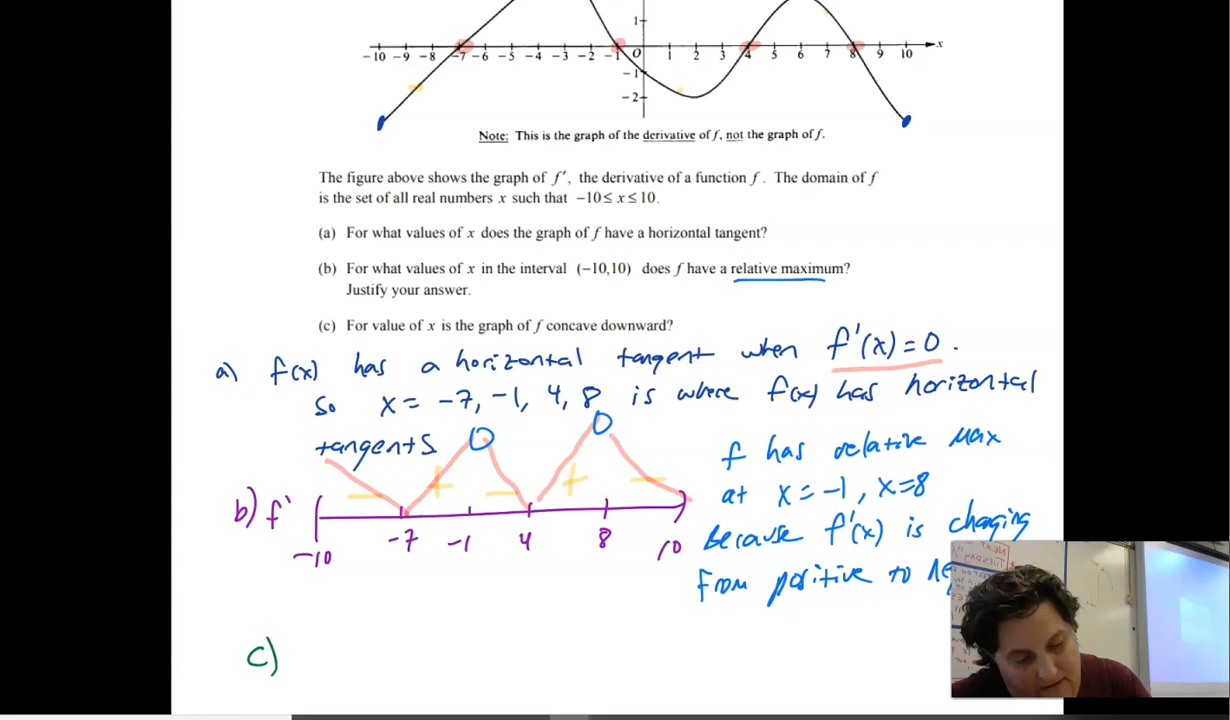 1
-10 -9 -8 -7 -6 -5 -4 -3 -2 -1 O 1 2 3 4 5 6 7 8 9 10 x
-1
-2
Note: This is the graph of the derivative of f, not the graph of f.
The figure above shows the graph of f′, the derivative of a function f. The domain of f
is the set of all real numbers x such that −10 ≤ x ≤ 10.
(a) For what values of x does the graph of f have a horizontal tangent?
(b) For what values of x in the interval (−10,10) does f have a relative maximum?
Justify your answer.
(c) For value of x is the graph of f concave downward?
a) f(x) has a horizontal tangent when f'(x)=0.
So x = -7, -1, 4, 8 is where f(x) has horizontal
tangents
f has relative max
at x=-1, x=8
because f'(x) is changing
from positive to
b) f'
- + - + -
-10 -7 -1 4 8 10
c)